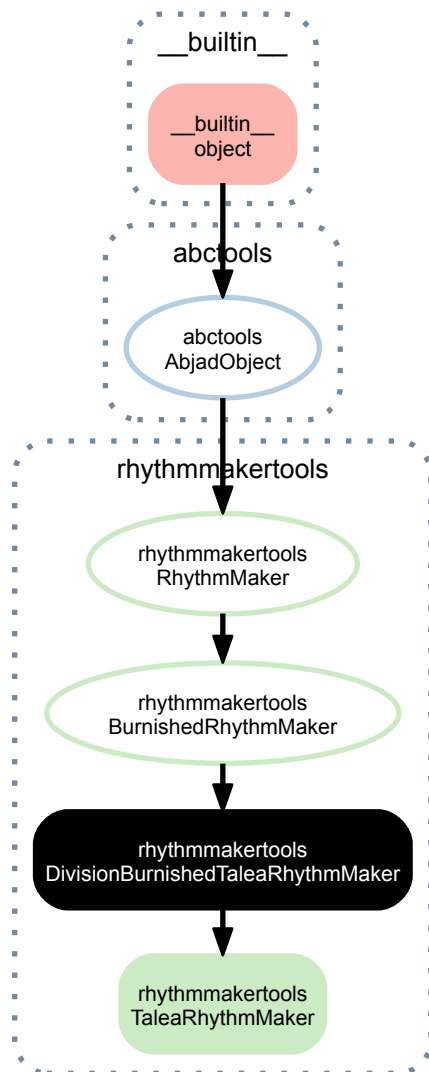 __builtin__
__builtin__
object
abctools
abctools
AbjadObject
rhythmmakertools
rhythmmakertools
RhythmMaker
rhythmmakertools
BurnishedRhythmMaker
rhythmmakertools
DivisionBurnishedTaleaRhythmMaker
rhythmmakertools
TaleaRhythmMaker